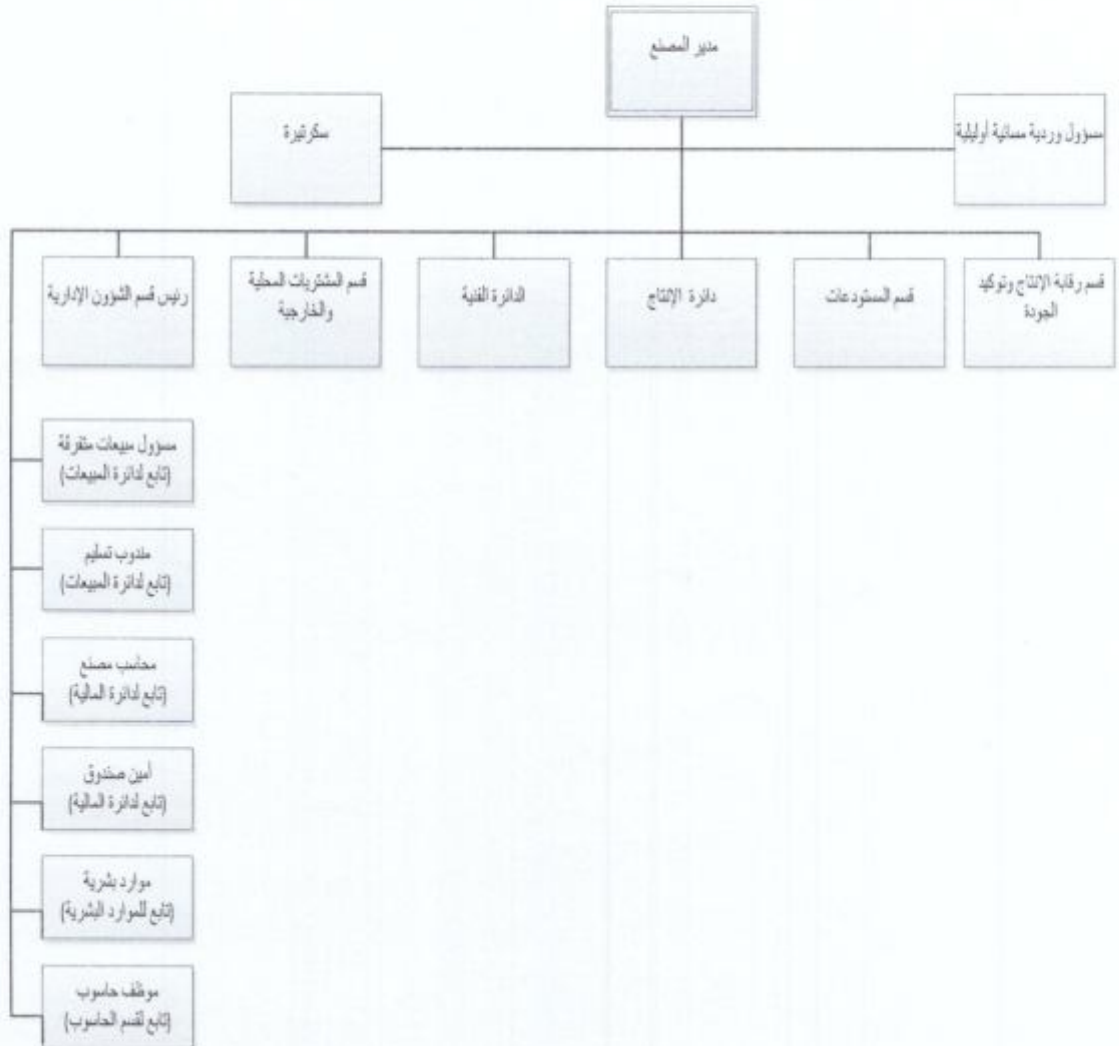 مدير المصنع
مسؤول وردية مسائية أوليلية
سكرتيرة
قسم رقابة الإنتاج وتوكيد
الجودة
قسم المستودعات
دائرة الإنتاج
الدائرة الفنية
قسم المشتريات المحلية
والخارجية
رئيس قسم الشؤون الإدارية
مسؤول مبيعات متفرقة
(تابع لدائرة المبيعات)
مندوب تسليم
(تابع لدائرة المبيعات)
محاسب مصنع
(تابع لدائرة المالية)
أمين صندوق
(تابع لدائرة المالية)
موارد بشرية
(تابع للموارد البشرية)
موظف حاسوب
(تابع لقسم الحاسوب)